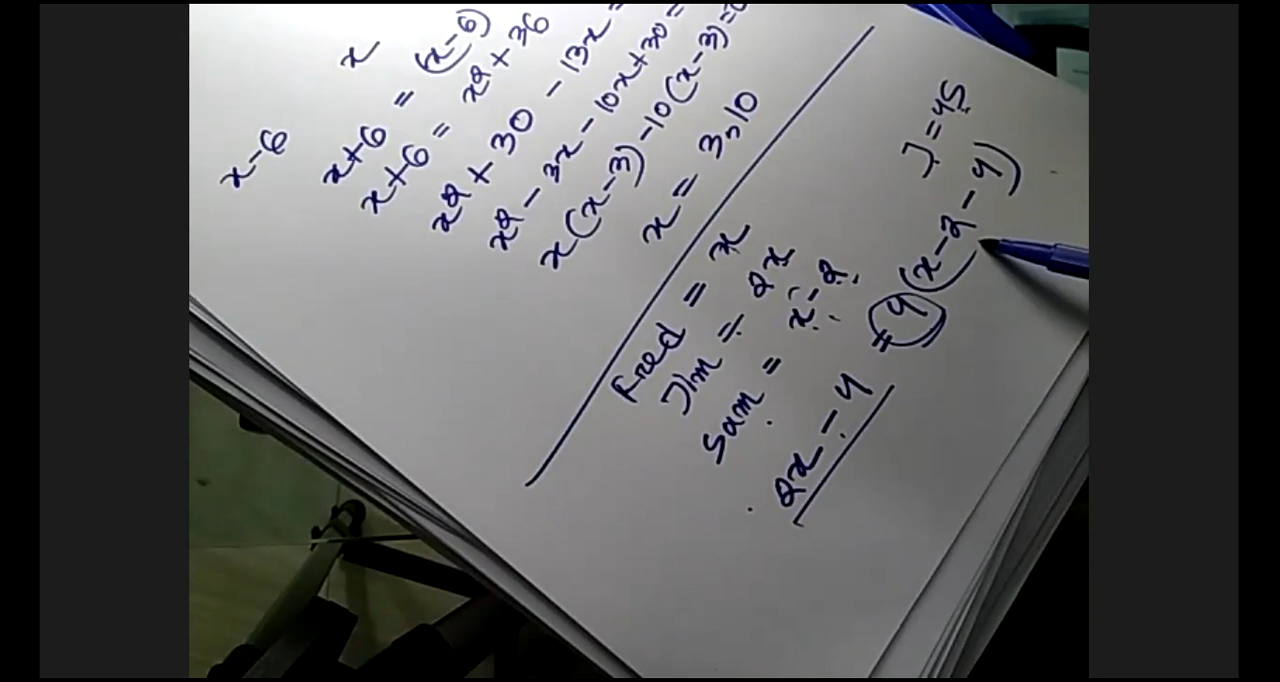 x
x-6
x+6 = (x-6)
x+6 = x2+36
x2+30-13x=
x2-3x-10x+30=
x(x-3)-10(x-3)=0
x=3,10
Fred = x
Jim = 2x
Sam = x-2
2x-4 = 4(x-2-4)
J=45